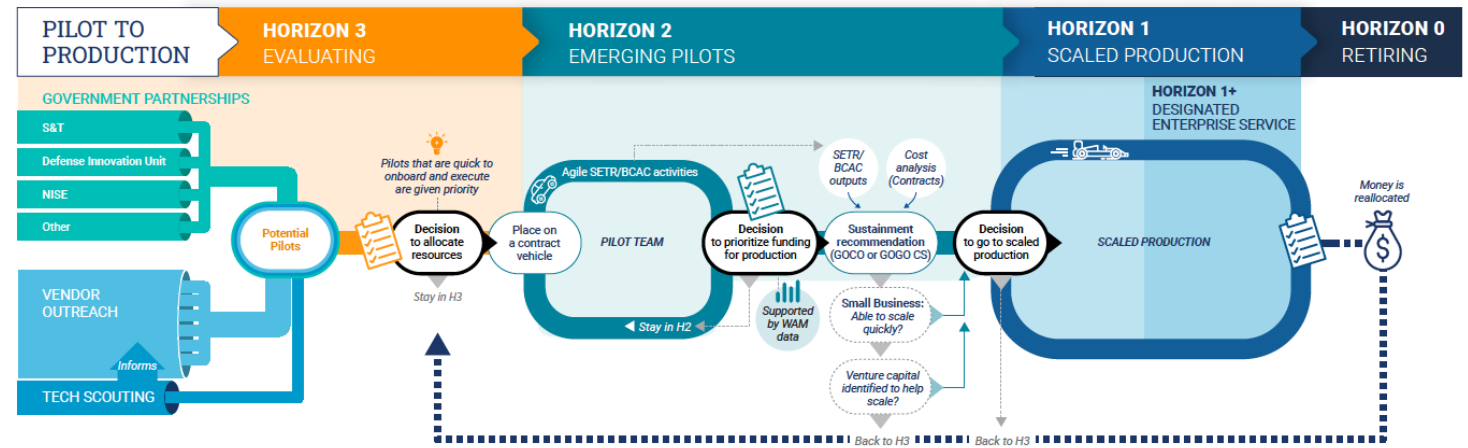 PILOT TO
PRODUCTION
HORIZON 3
EVALUATING
HORIZON 2
EMERGING PILOTS
HORIZON 1
SCALED PRODUCTION
HORIZON 0
RETIRING
GOVERNMENT PARTNERSHIPS
S&T
Defense Innovation Unit
NISE
Other
VENDOR
OUTREACH
Informs
TECH SCOUTING
Potential
Pilots
Pilots that are quick to
onboard and execute
are given priority
Decision
to allocate
resources
Stay in H3
Place on
a contract
vehicle
Agile SETR/BCAC activities
PILOT TEAM
Stay in H2
Decision
to prioritize funding
for production
Supported
by WAM
data
SETR/
BCAC
outputs
Cost
analysis
(Contracts)
Sustainment
recommendation
(GOCO or GOGO CS)
Small Business:
Able to scale
quickly?
Venture capital
identified to help
scale?
Back to H3
Decision
to go to scaled
production
Back to H3
HORIZON 1+
DESIGNATED
ENTERPRISE SERVICE
SCALED PRODUCTION
Money is
reallocated
$